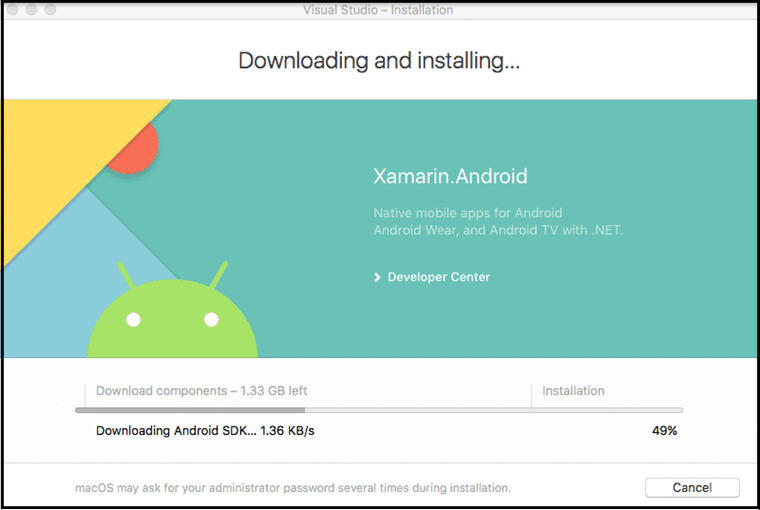 Visual Studio – Installation
Downloading and installing...
Xamarin.Android
Native mobile apps for Android
Android Wear, and Android TV with .NET.
Developer Center
Download components – 1.33 GB left
Installation
Downloading Android SDK... 1.36 KB/s
49%
macOS may ask for your administrator password several times during installation.
Cancel